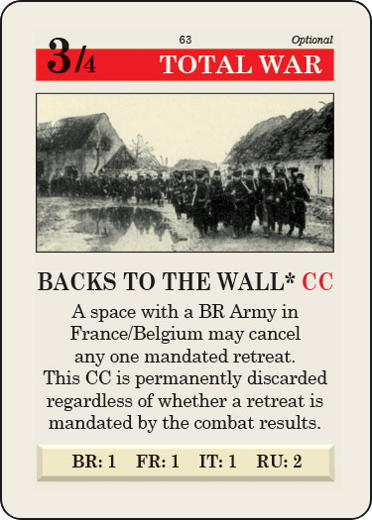 63
Optional
3/4
TOTAL WAR
BACKS TO THE WALL* CC
A space with a BR Army in
France/Belgium may cancel
any one mandated retreat.
This CC is permanently discarded
regardless of whether a retreat is
mandated by the combat results.
BR: 1 FR: 1 IT: 1 RU: 2